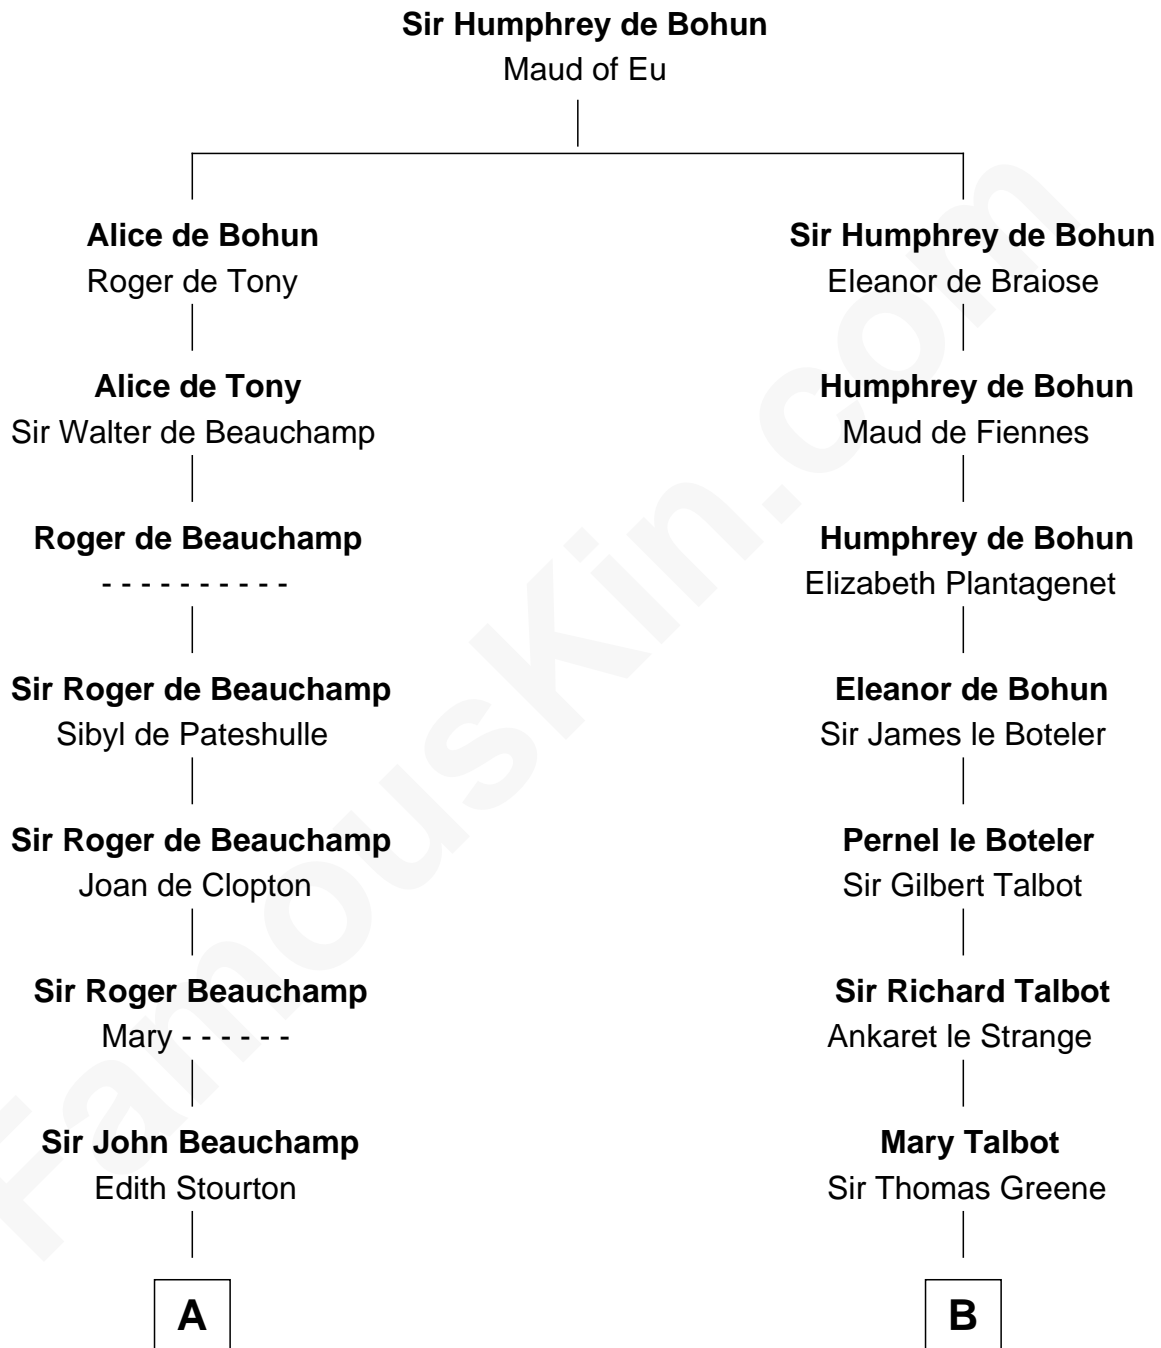 Sir Humphrey de Bohun
Maud of Eu
Alice de Bohun
Roger de Tony
Sir Humphrey de Bohun
Eleanor de Braiose
Alice de Tony
Sir Walter de Beauchamp
Humphrey de Bohun
Maud de Fiennes
Roger de Beauchamp
- - - - - - - - - -
Humphrey de Bohun
Elizabeth Plantagenet
Sir Roger de Beauchamp
Sibyl de Pateshulle
Eleanor de Bohun
Sir James le Boteler
Sir Roger de Beauchamp
Joan de Clopton
Pernel le Boteler
Sir Gilbert Talbot
Sir Roger Beauchamp
Mary - - - - - -
Sir Richard Talbot
Ankaret le Strange
Sir John Beauchamp
Edith Stourton
Mary Talbot
Sir Thomas Greene
A
B
FamousKin.com